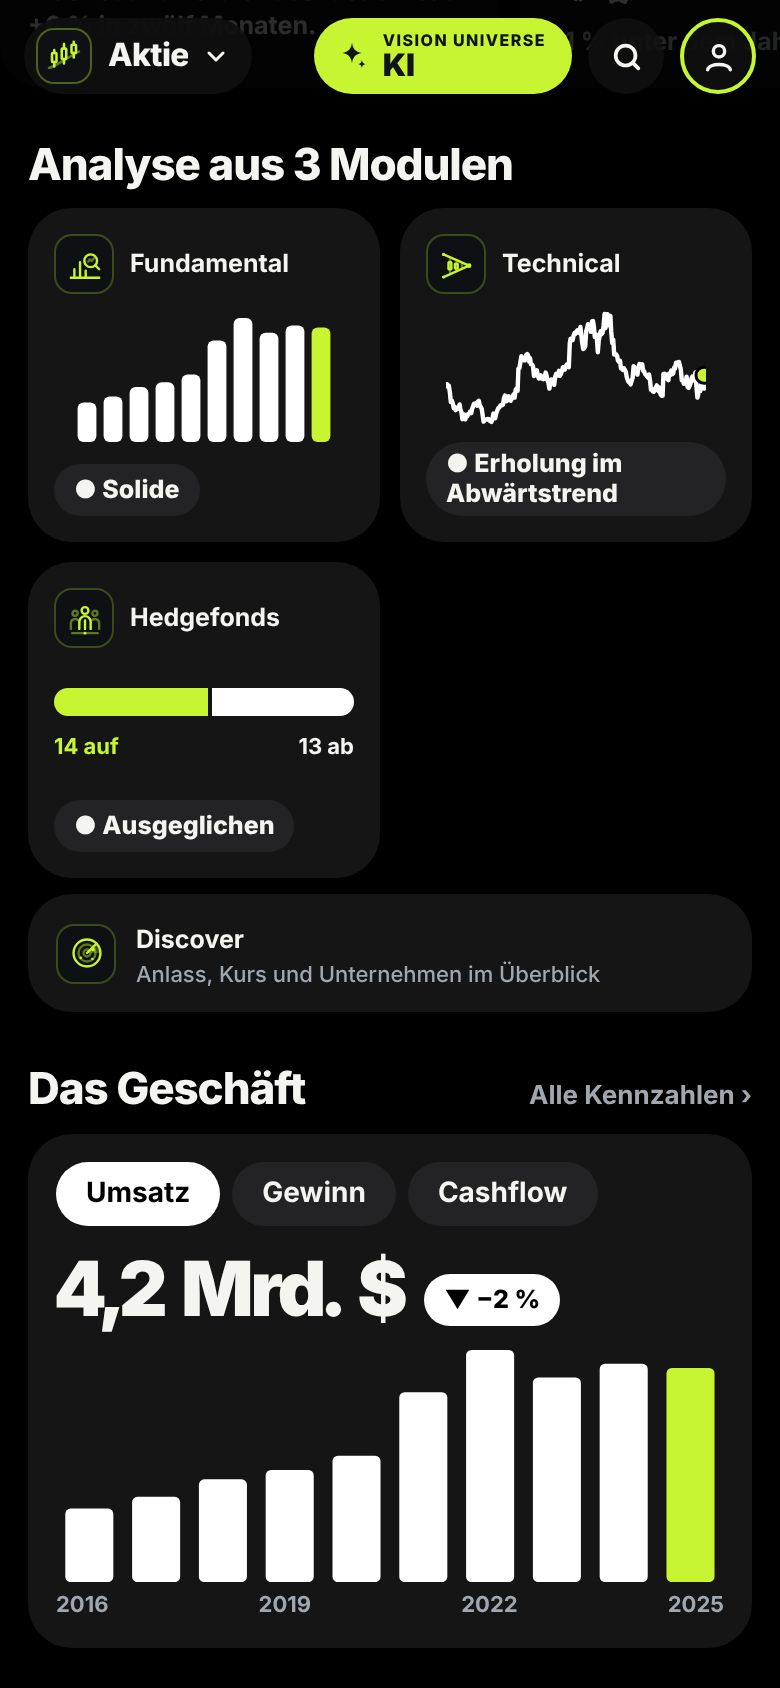 Aktie
VISION UNIVERSE
KI
Analyse aus 3 Modulen
Fundamental
Solide
Technical
Erholung im
Abwärtstrend
Hedgefonds
14 auf
13 ab
Ausgeglichen
Discover
Anlass, Kurs und Unternehmen im Überblick
Das Geschäft
Alle Kennzahlen ›
Umsatz
Gewinn
Cashflow
4,2 Mrd. $
▼ −2 %
2016
2019
2022
2025